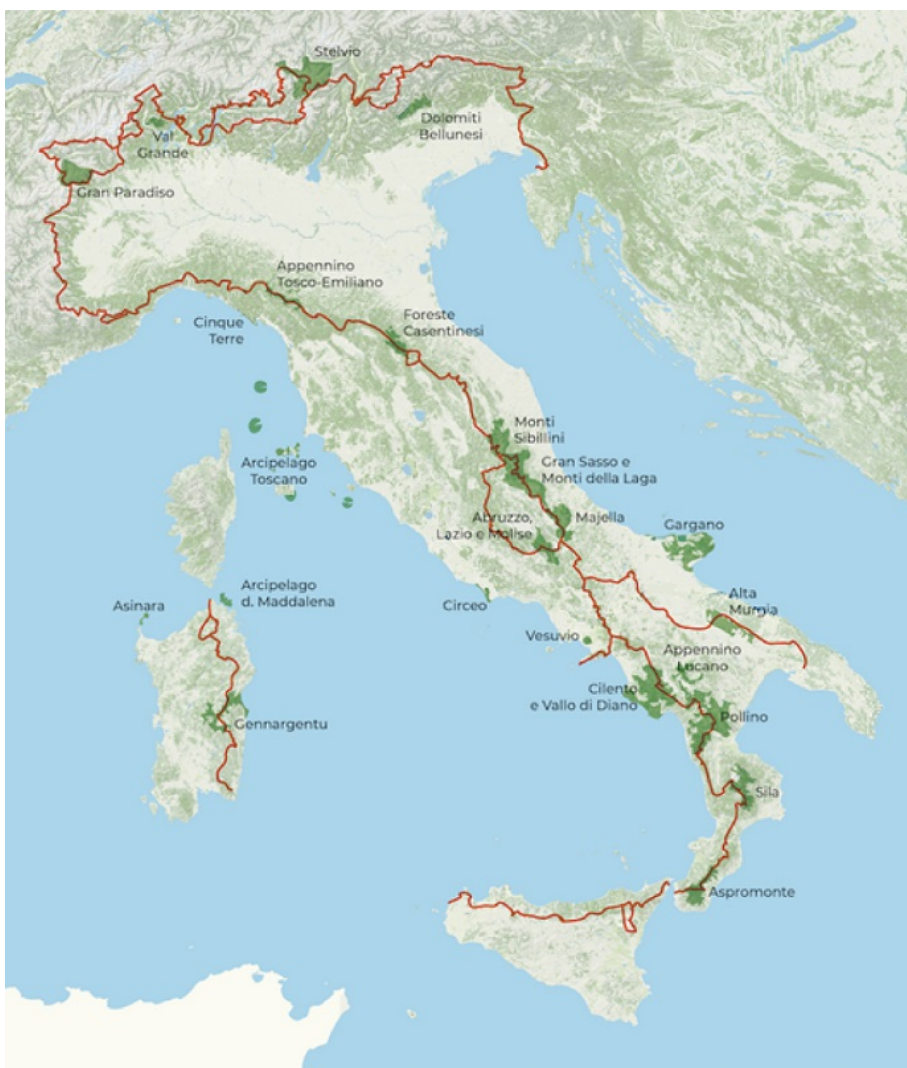 Stelvio
Dolomiti
Bellunesi
Val
Grande
Gran Paradiso
Appennino
Tosco-Emiliano
Cinque
Terre
Foreste
Casentinesi
Monti
Sibillini
Arcipelago
Toscano
Gran Sasso e
Monti della Laga
Abruzzo,
Lazio e Molise
Majella
Gargano
Asinara
Arcipelago
d. Maddalena
Circeo
Alta
Murgia
Vesuvio
Appennino
Lucano
Cilento
e Vallo di Diano
Pollino
Gennargentu
Sila
Aspromonte